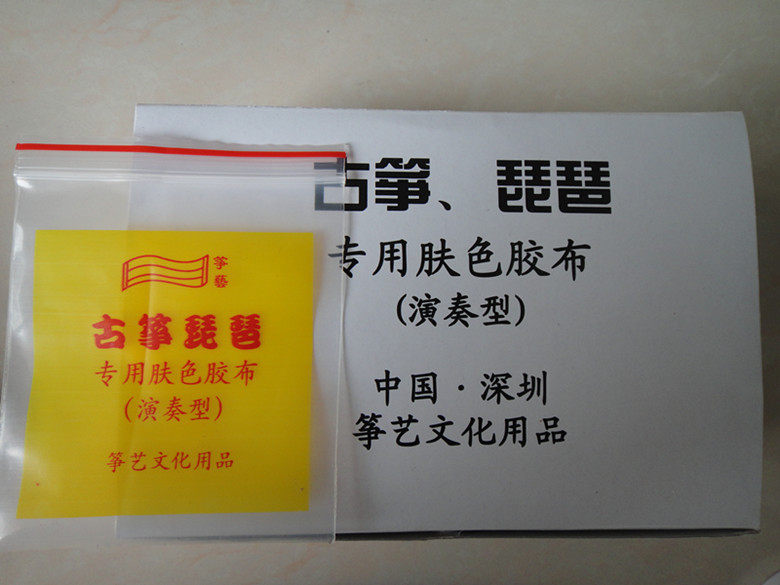 古筝、琵琶
专用肤色胶布
(演奏型)
中国·深圳
筝艺文化用品
筝藝
古筝琵琶
专用肤色胶布
(演奏型)
筝艺文化用品